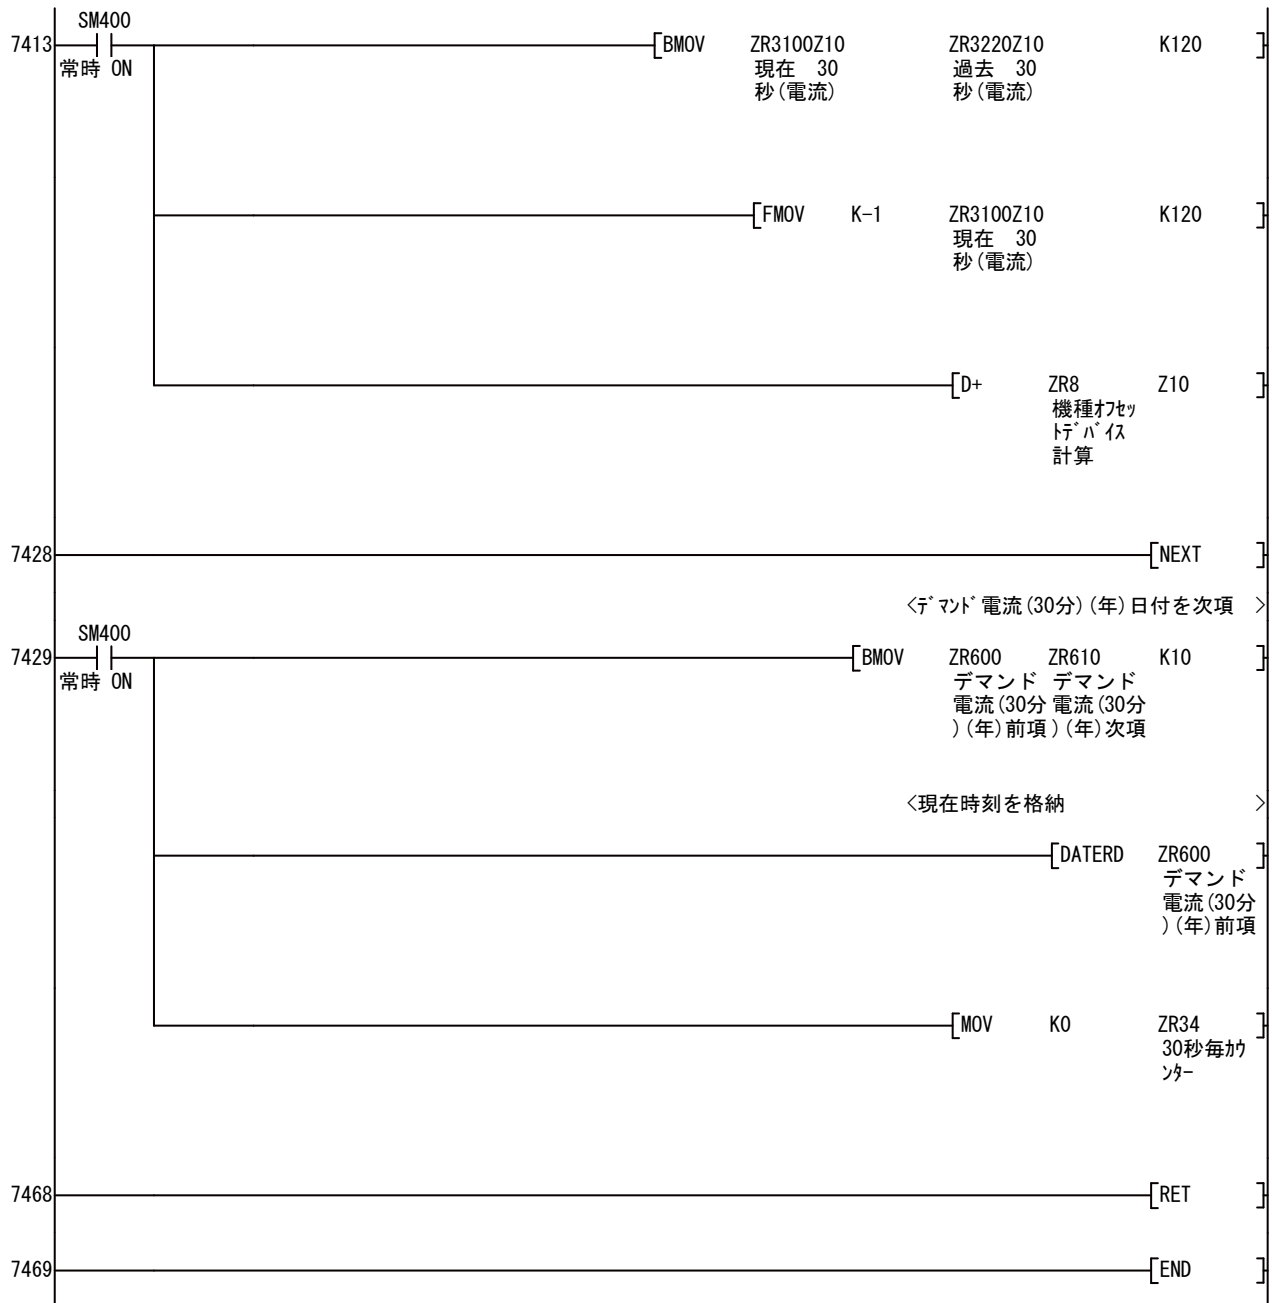 SM400
7413 BMOV ZR3100Z10 ZR3220Z10 K120
常時 ON 現在 30 過去 30
秒(電流) 秒(電流)
FMOV K-1 ZR3100Z10 K120
現在 30
秒(電流)
D+ ZR8 Z10
機種ｵﾌｾｯ
ﾄﾃﾞﾊﾞｲｽ
計算
7428 NEXT
<ﾃﾞﾏﾝﾄﾞ電流(30分)(年)日付を次項 >
SM400
7429 BMOV ZR600 ZR610 K10
常時 ON デマンド デマンド
電流(30分 電流(30分
)(年)前項 )(年)次項
<現在時刻を格納 >
DATERD ZR600
デマンド
電流(30分
)(年)前項
MOV K0 ZR34
30秒毎ｶｳ
ﾝﾀｰ
7468 RET
7469 END